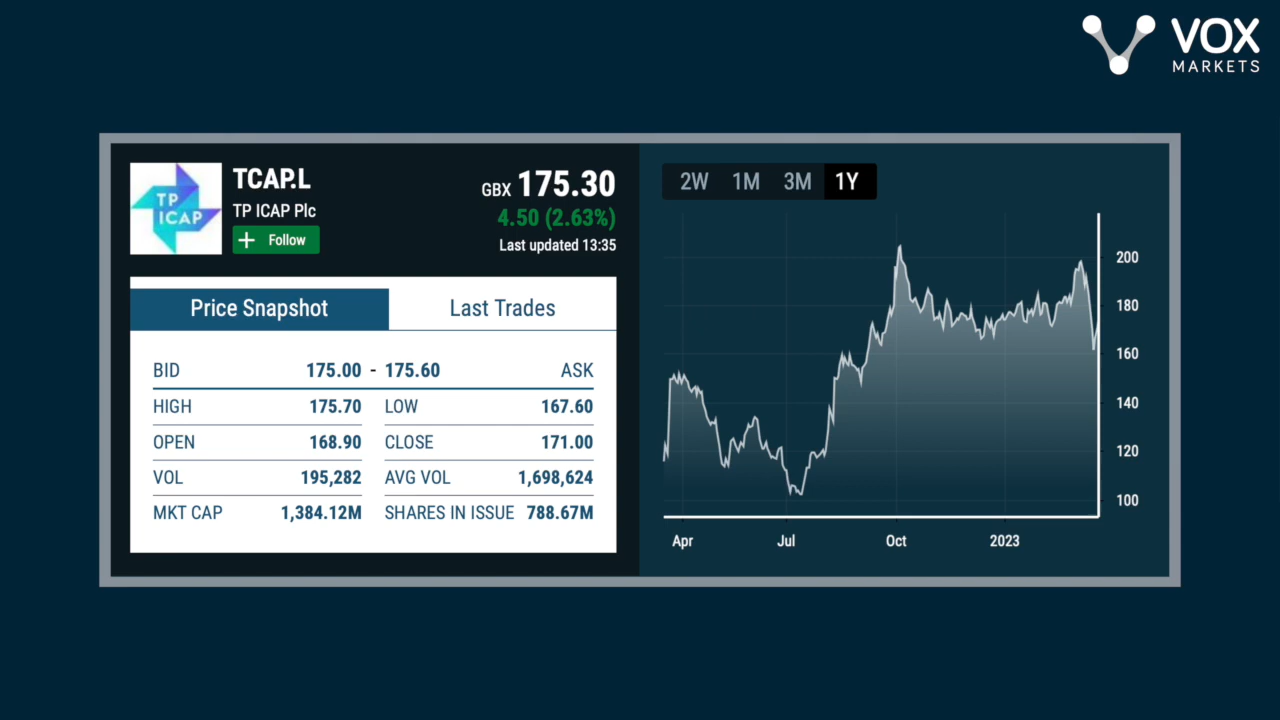 VOX
MARKETS
TP
ICAP
TCAP.L
TP ICAP Plc
+ Follow
GBX 175.30
4.50 (2.63%)
Last updated 13:35
Price Snapshot Last Trades
BID 175.00 - 175.60 ASK
HIGH 175.70 LOW 167.60
OPEN 168.90 CLOSE 171.00
VOL 195,282 AVG VOL 1,698,624
MKT CAP 1,384.12M SHARES IN ISSUE 788.67M
2W 1M 3M 1Y
200
180
160
140
120
100
Apr Jul Oct 2023